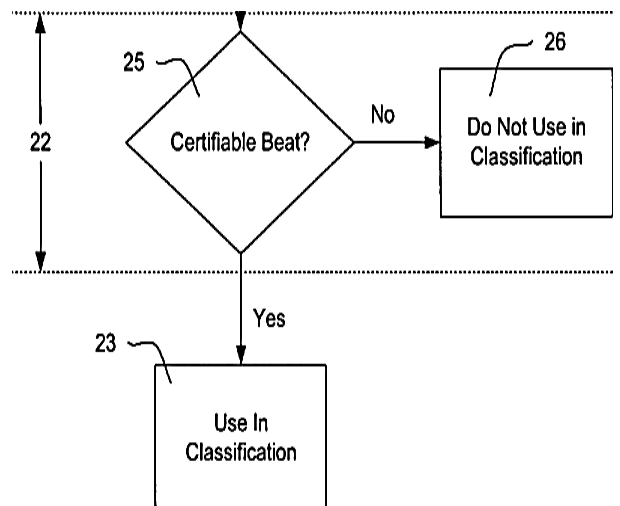 25
26
22
Certifiable Beat?
No
Do Not Use in
Classification
Yes
23
Use In
Classification